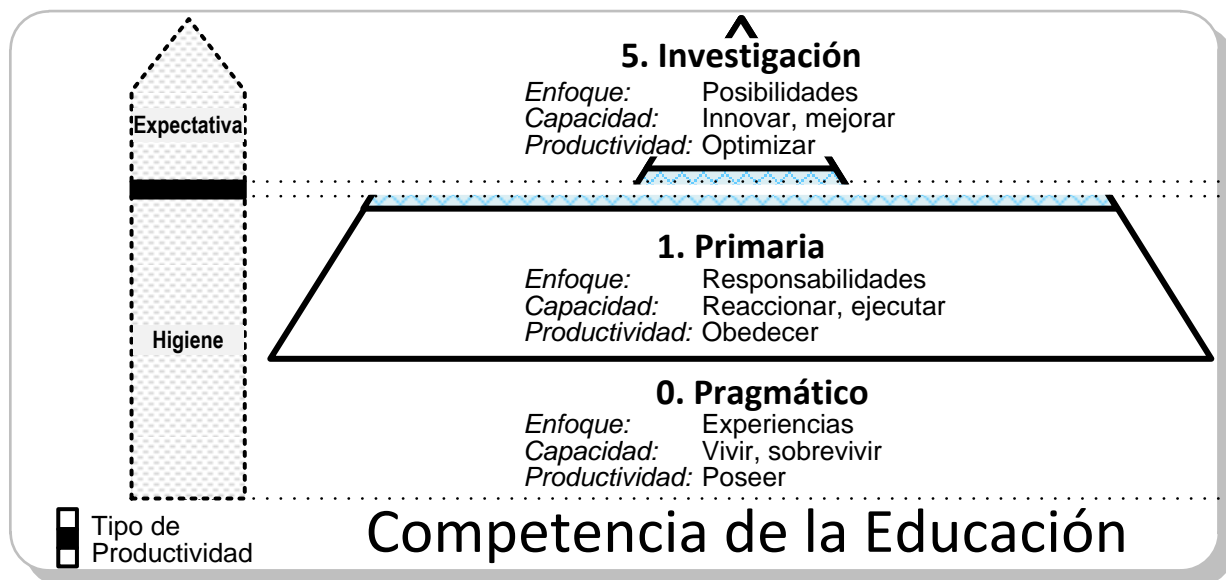 5. Investigación
Enfoque: Posibilidades
Capacidad: Innovar, mejorar
Productividad: Optimizar
Expectativa
1. Primaria
Enfoque: Responsabilidades
Capacidad: Reaccionar, ejecutar
Productividad: Obedecer
Higiene
0. Pragmático
Enfoque: Experiencias
Capacidad: Vivir, sobrevivir
Productividad: Poseer
Tipo de
Productividad
Competencia de la Educación